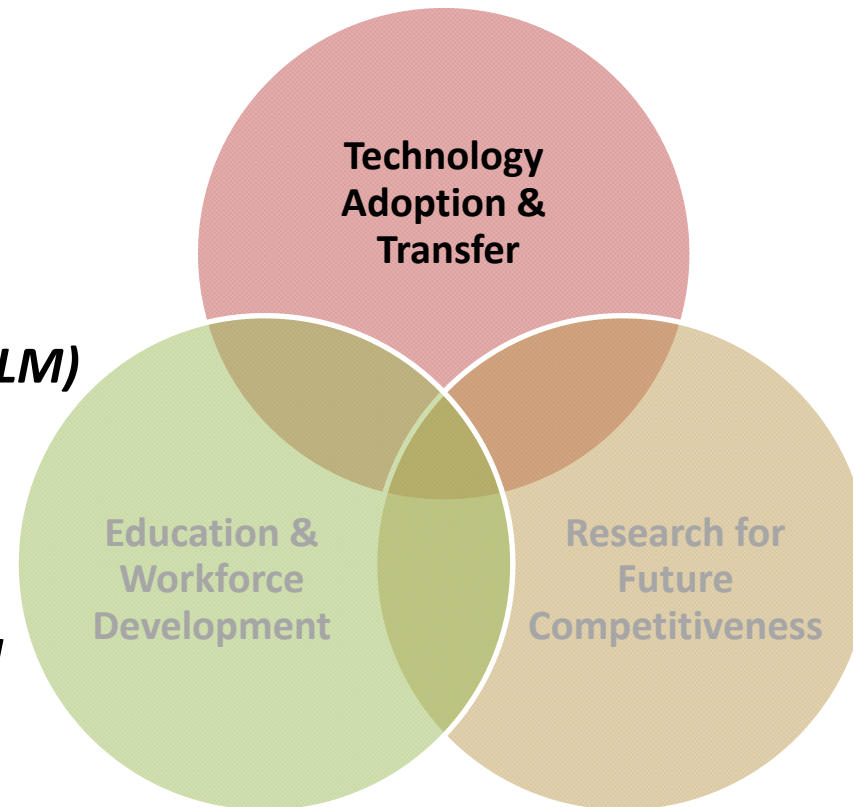 Technology
Adoption &
Transfer
LM)
Education &
Workforce
Development
Research for
Future
Competitiveness